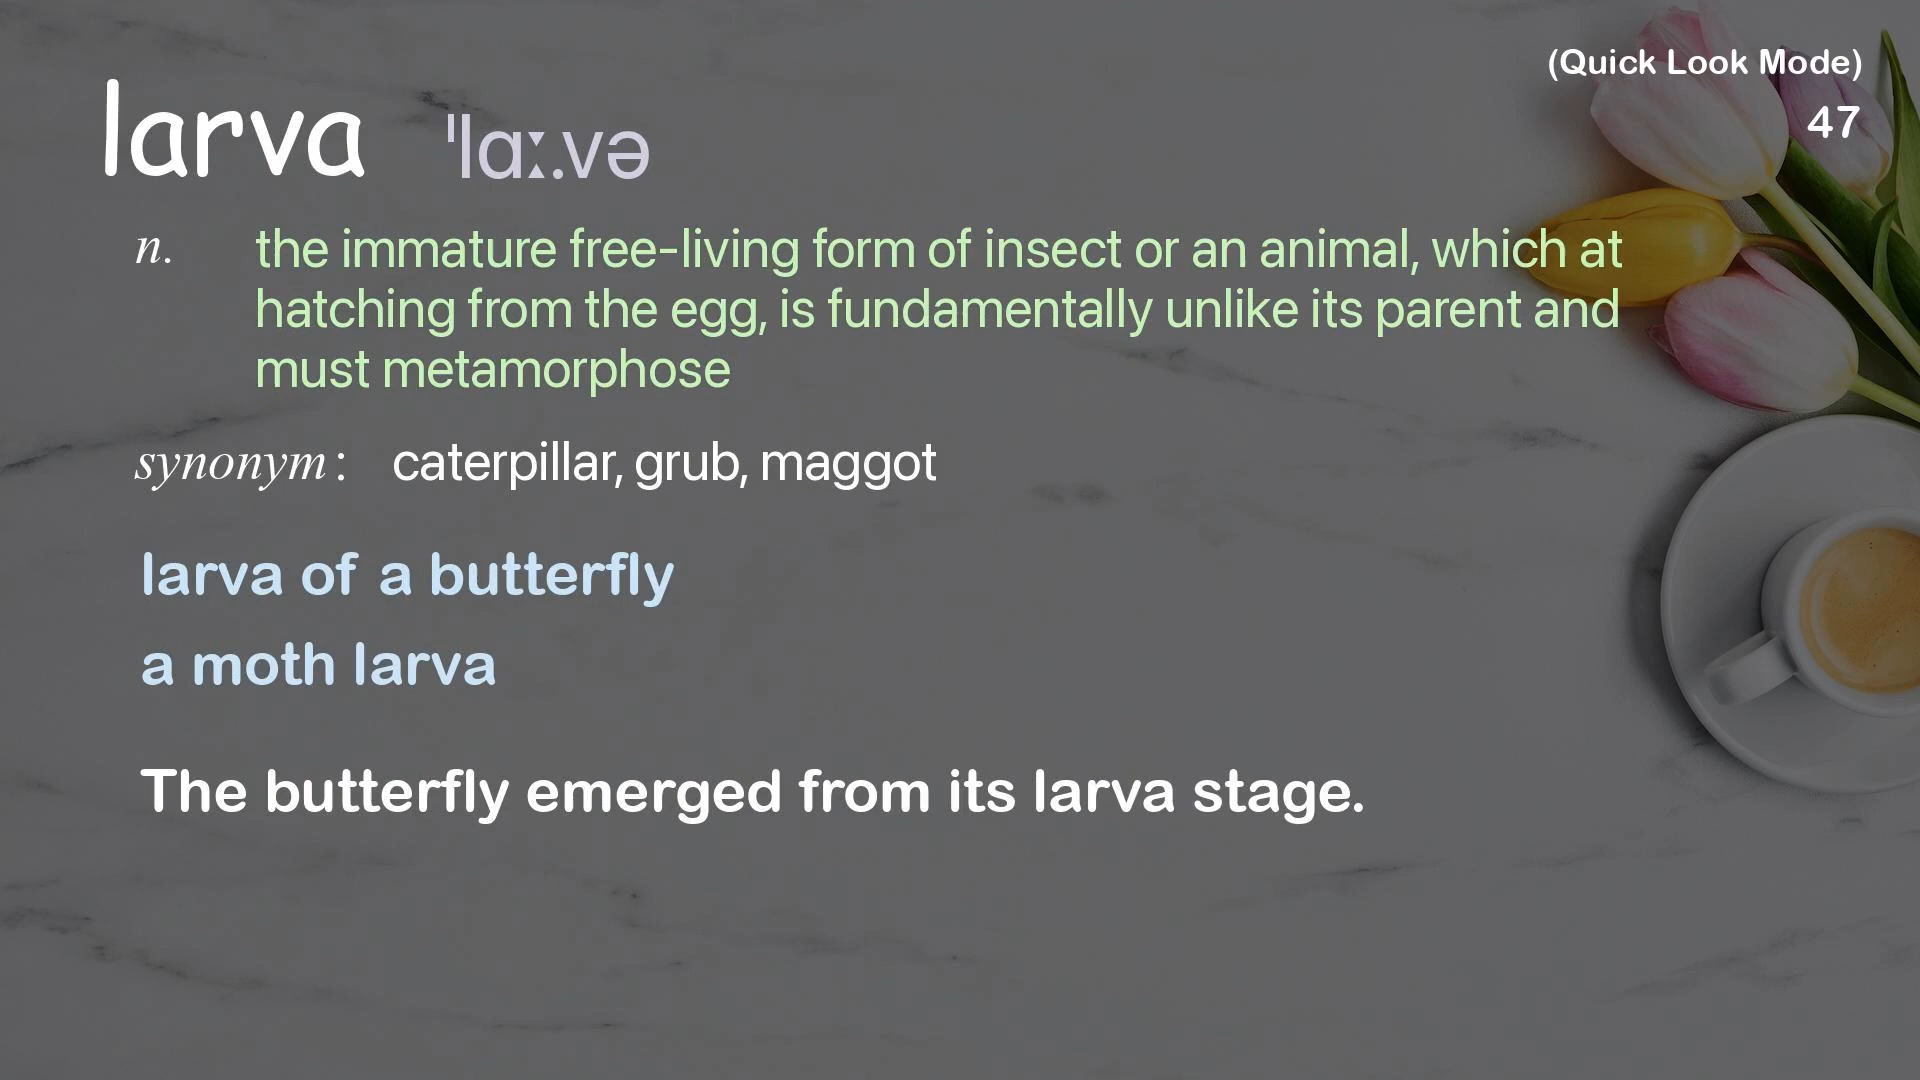 (Quick Look Mode)
47
larva ˈlɑː.və
n. the immature free-living form of insect or an animal, which at
hatching from the egg, is fundamentally unlike its parent and
must metamorphose
synonym: caterpillar, grub, maggot
larva of a butterfly
a moth larva
The butterfly emerged from its larva stage.